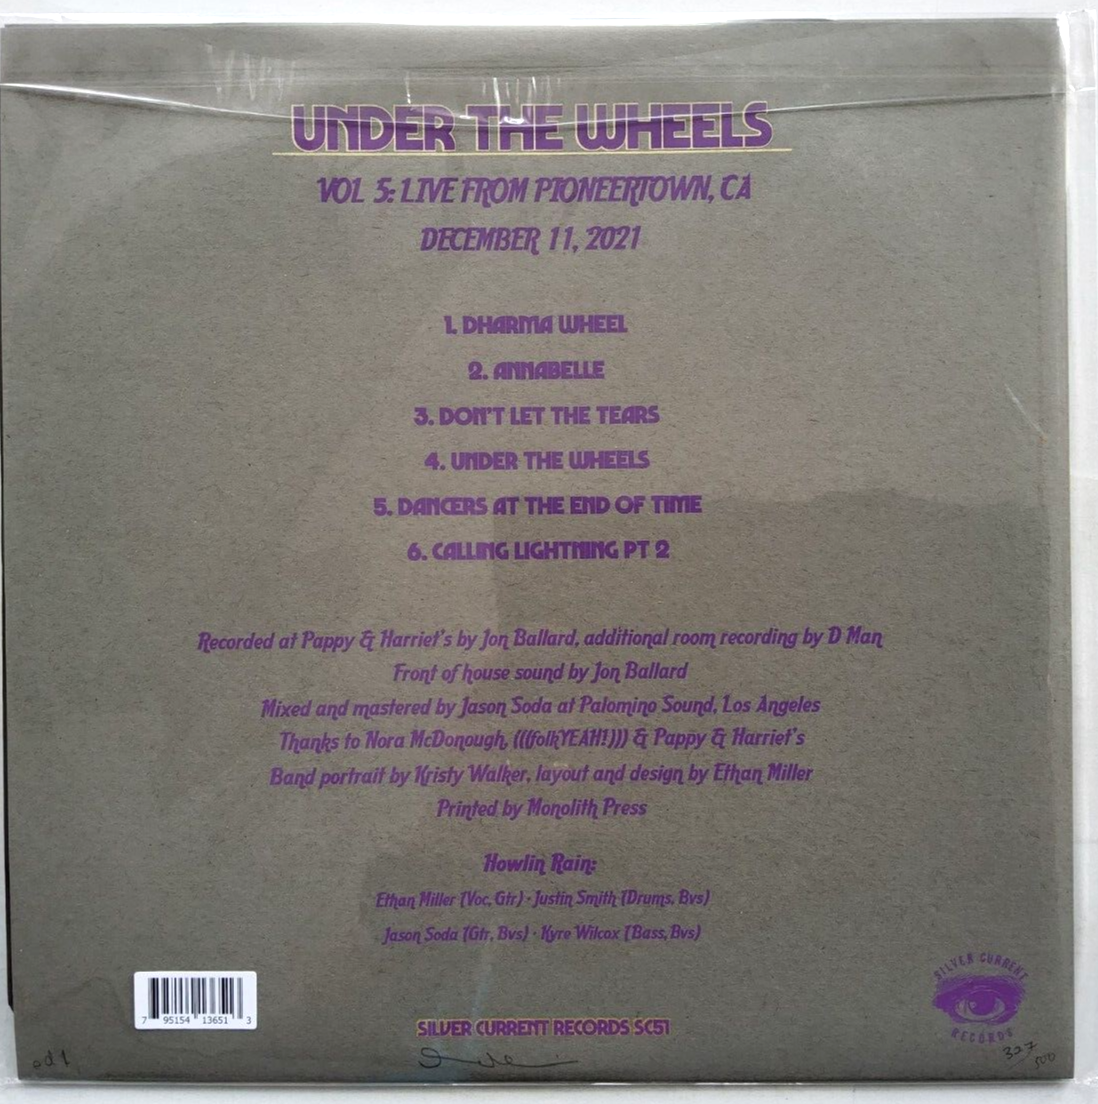 UNDER THE WHEELS
VOL 5: LIVE FROM PIONEERTOWN, CA
DECEMBER 11, 2021
1. DHARMA WHEEL
2. ANNABELLE
3. DON'T LET THE TEARS
4. UNDER THE WHEELS
5. DANCERS AT THE END OF TIME
6. CALLING LIGHTNING PT 2
Recorded at Pappy & Harriet's by Jon Ballard, additional room recording by D Man
Front of house sound by Jon Ballard
Mixed and mastered by Jason Soda at Palomino Sound, Los Angeles
Thanks to Nora McDonough, (((folkYEAH!))) & Pappy & Harriet's
Band portrait by Kristy Walker, layout and design by Ethan Miller
Printed by Monolith Press
Howlin Rain:
Ethan Miller (Voc, Gtr) · Justin Smith (Drums, Bvs)
Jason Soda (Gtr, Bvs) · Kyre Wilcox (Bass, Bvs)
SILVER CURRENT
RECORDS
7 95154 13651 3
SILVER CURRENT RECORDS SC51
ed 1
327/500